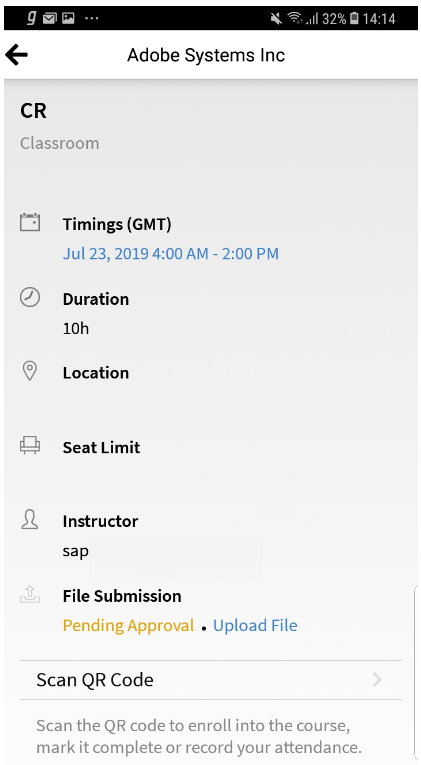 g ... 32% 14:14
Adobe Systems Inc
CR
Classroom
Timings (GMT)
Jul 23, 2019 4:00 AM - 2:00 PM
Duration
10h
Location
Seat Limit
Instructor
sap
File Submission
Pending Approval . Upload File
Scan QR Code
Scan the QR code to enroll into the course,
mark it complete or record your attendance.